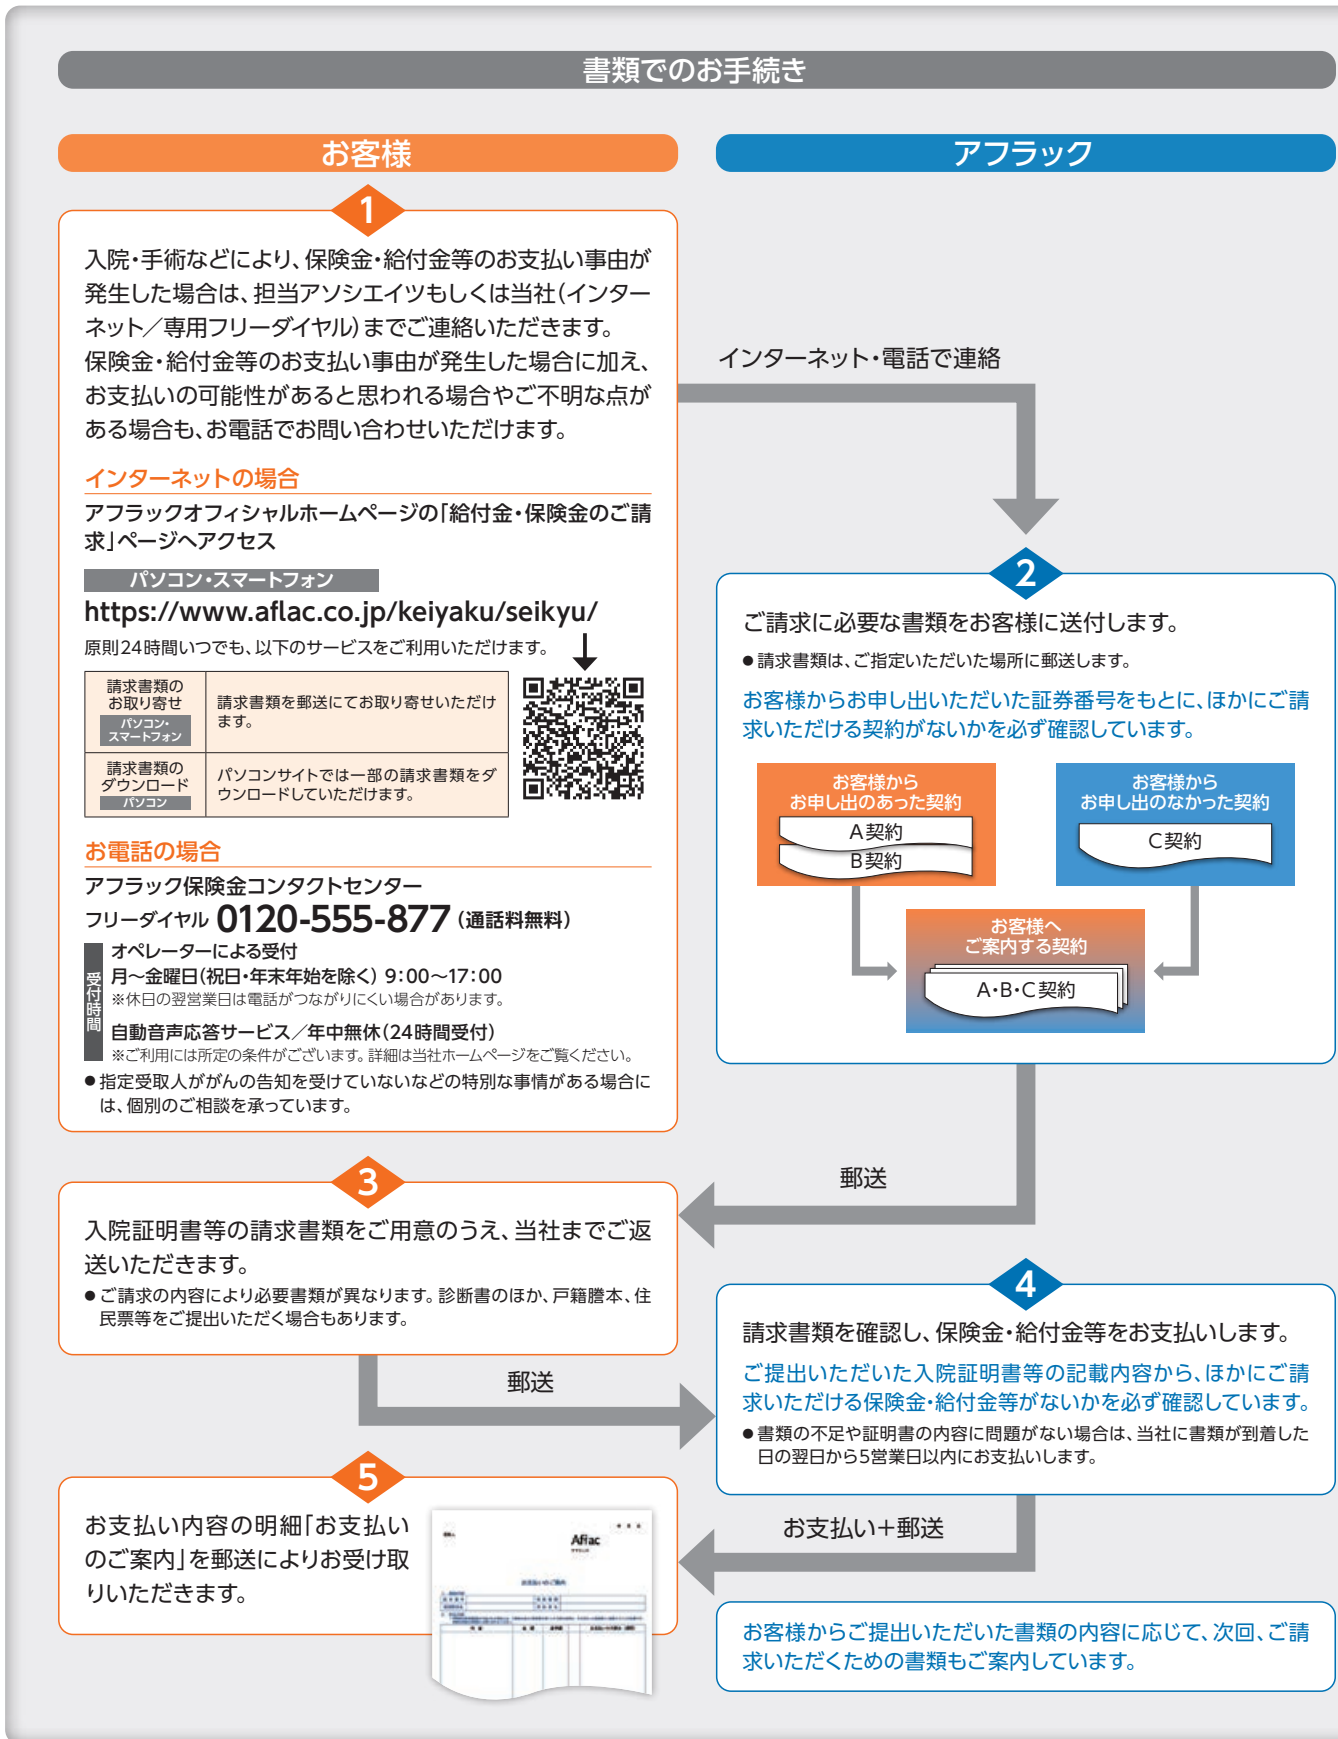 書類でのお手続き
お客様
アフラック
1
入院・手術などにより、保険金・給付金等のお支払い事由が
発生した場合は、担当アソシエイツもしくは当社（インター
ネット／専用フリーダイヤル）までご連絡いただきます。
保険金・給付金等のお支払い事由が発生した場合に加え、
お支払いの可能性があると思われる場合やご不明な点が
ある場合も、お電話でお問い合わせいただけます。
インターネットの場合
アフラックオフィシャルホームページの「給付金・保険金のご請
求」ページへアクセス
パソコン・スマートフォン
https://www.aflac.co.jp/keiyaku/seikyu/
原則24時間いつでも、以下のサービスをご利用いただけます。
請求書類の
お取り寄せ
パソコン・
スマートフォン
請求書類を郵送にてお取り寄せいただけ
ます。
請求書類の
ダウンロード
パソコン
パソコンサイトでは一部の請求書類をダ
ウンロードしていただけます。
お電話の場合
アフラック保険金コンタクトセンター
フリーダイヤル 0120-555-877（通話料無料）
受付時間
オペレーターによる受付
月～金曜日（祝日・年末年始を除く） 9：00～17：00
※休日の翌営業日は電話がつながりにくい場合があります。
自動音声応答サービス／年中無休（24時間受付）
※ご利用には所定の条件がございます。詳細は当社ホームページをご覧ください。
●指定受取人ががんの告知を受けていないなどの特別な事情がある場合に
は、個別のご相談を承っています。
インターネット・電話で連絡
2
ご請求に必要な書類をお客様に送付します。
●請求書類は、ご指定いただいた場所に郵送します。
お客様からお申し出いただいた証券番号をもとに、ほかにご請
求いただける契約がないかを必ず確認しています。
お客様から
お申し出のあった契約
A契約
B契約
お客様から
お申し出のなかった契約
C契約
お客様へ
ご案内する契約
A・B・C契約
郵送
3
入院証明書等の請求書類をご用意のうえ、当社までご返
送いただきます。
●ご請求の内容により必要書類が異なります。診断書のほか、戸籍謄本、住
民票等をご提出いただく場合もあります。
郵送
4
請求書類を確認し、保険金・給付金等をお支払いします。
ご提出いただいた入院証明書等の記載内容から、ほかにご請
求いただける保険金・給付金等がないかを必ず確認しています。
●書類の不足や証明書の内容に問題がない場合は、当社に書類が到着した
日の翌日から5営業日以内にお支払いします。
お支払い＋郵送
5
お支払い内容の明細「お支払い
のご案内」を郵送によりお受け取
りいただきます。
Aflac
お支払いのご案内
お客様からご提出いただいた書類の内容に応じて、次回、ご請
求いただくための書類もご案内しています。